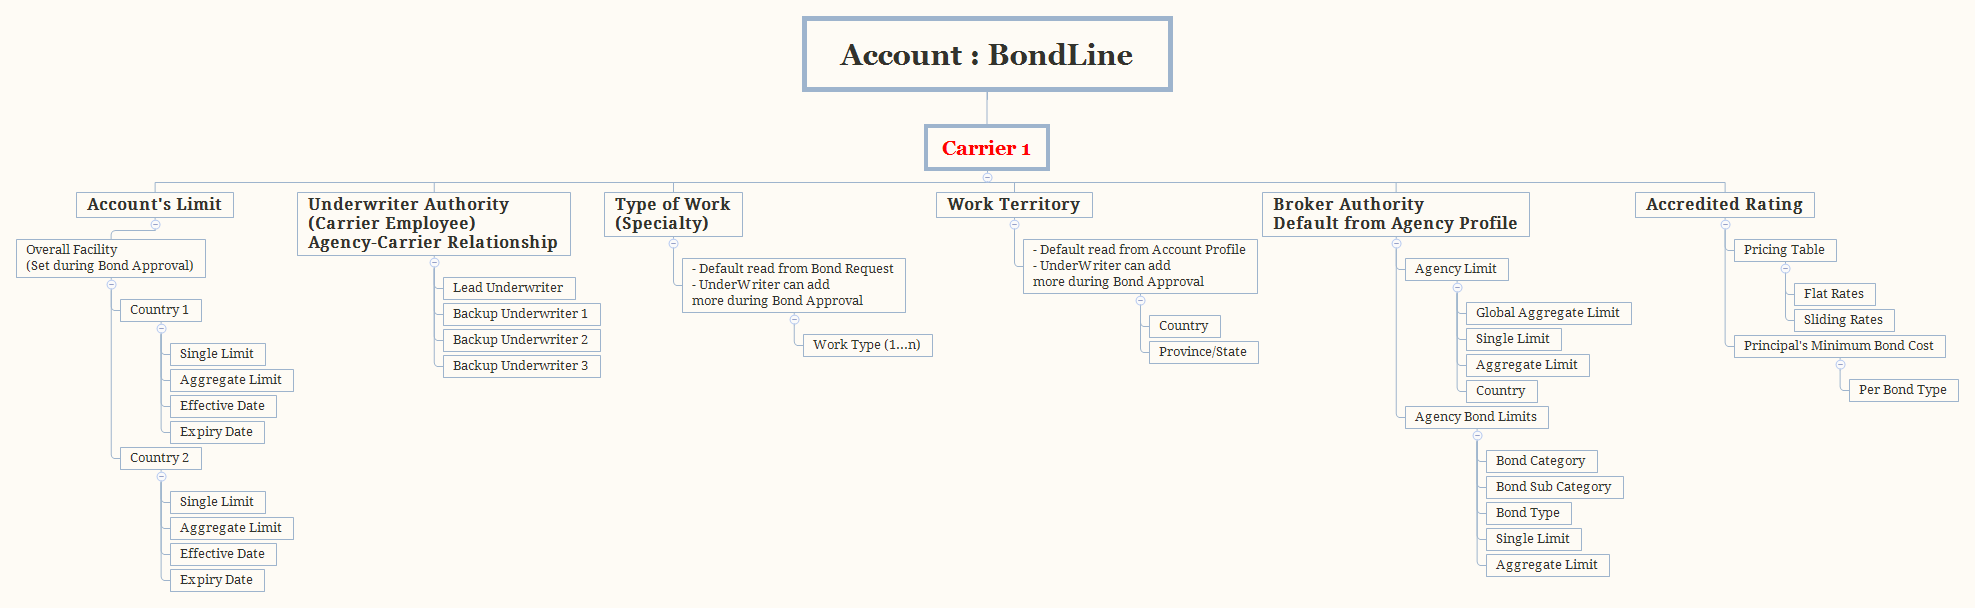 Account : BondLine
Carrier 1
Account's Limit
Overall Facility
(Set during Bond Approval)
Country 1
Single Limit
Aggregate Limit
Effective Date
Expiry Date
Country 2
Single Limit
Aggregate Limit
Effective Date
Expiry Date
Underwriter Authority
(Carrier Employee)
Agency-Carrier Relationship
Lead Underwriter
Backup Underwriter 1
Backup Underwriter 2
Backup Underwriter 3
Type of Work
(Specialty)
- Default read from Bond Request
- UnderWriter can add
more during Bond Approval
Work Type (1...n)
Work Territory
- Default read from Account Profile
- UnderWriter can add
more during Bond Approval
Country
Province/State
Broker Authority
Default from Agency Profile
Agency Limit
Global Aggregate Limit
Single Limit
Aggregate Limit
Country
Agency Bond Limits
Bond Category
Bond Sub Category
Bond Type
Single Limit
Aggregate Limit
Accredited Rating
Pricing Table
Flat Rates
Sliding Rates
Principal's Minimum Bond Cost
Per Bond Type